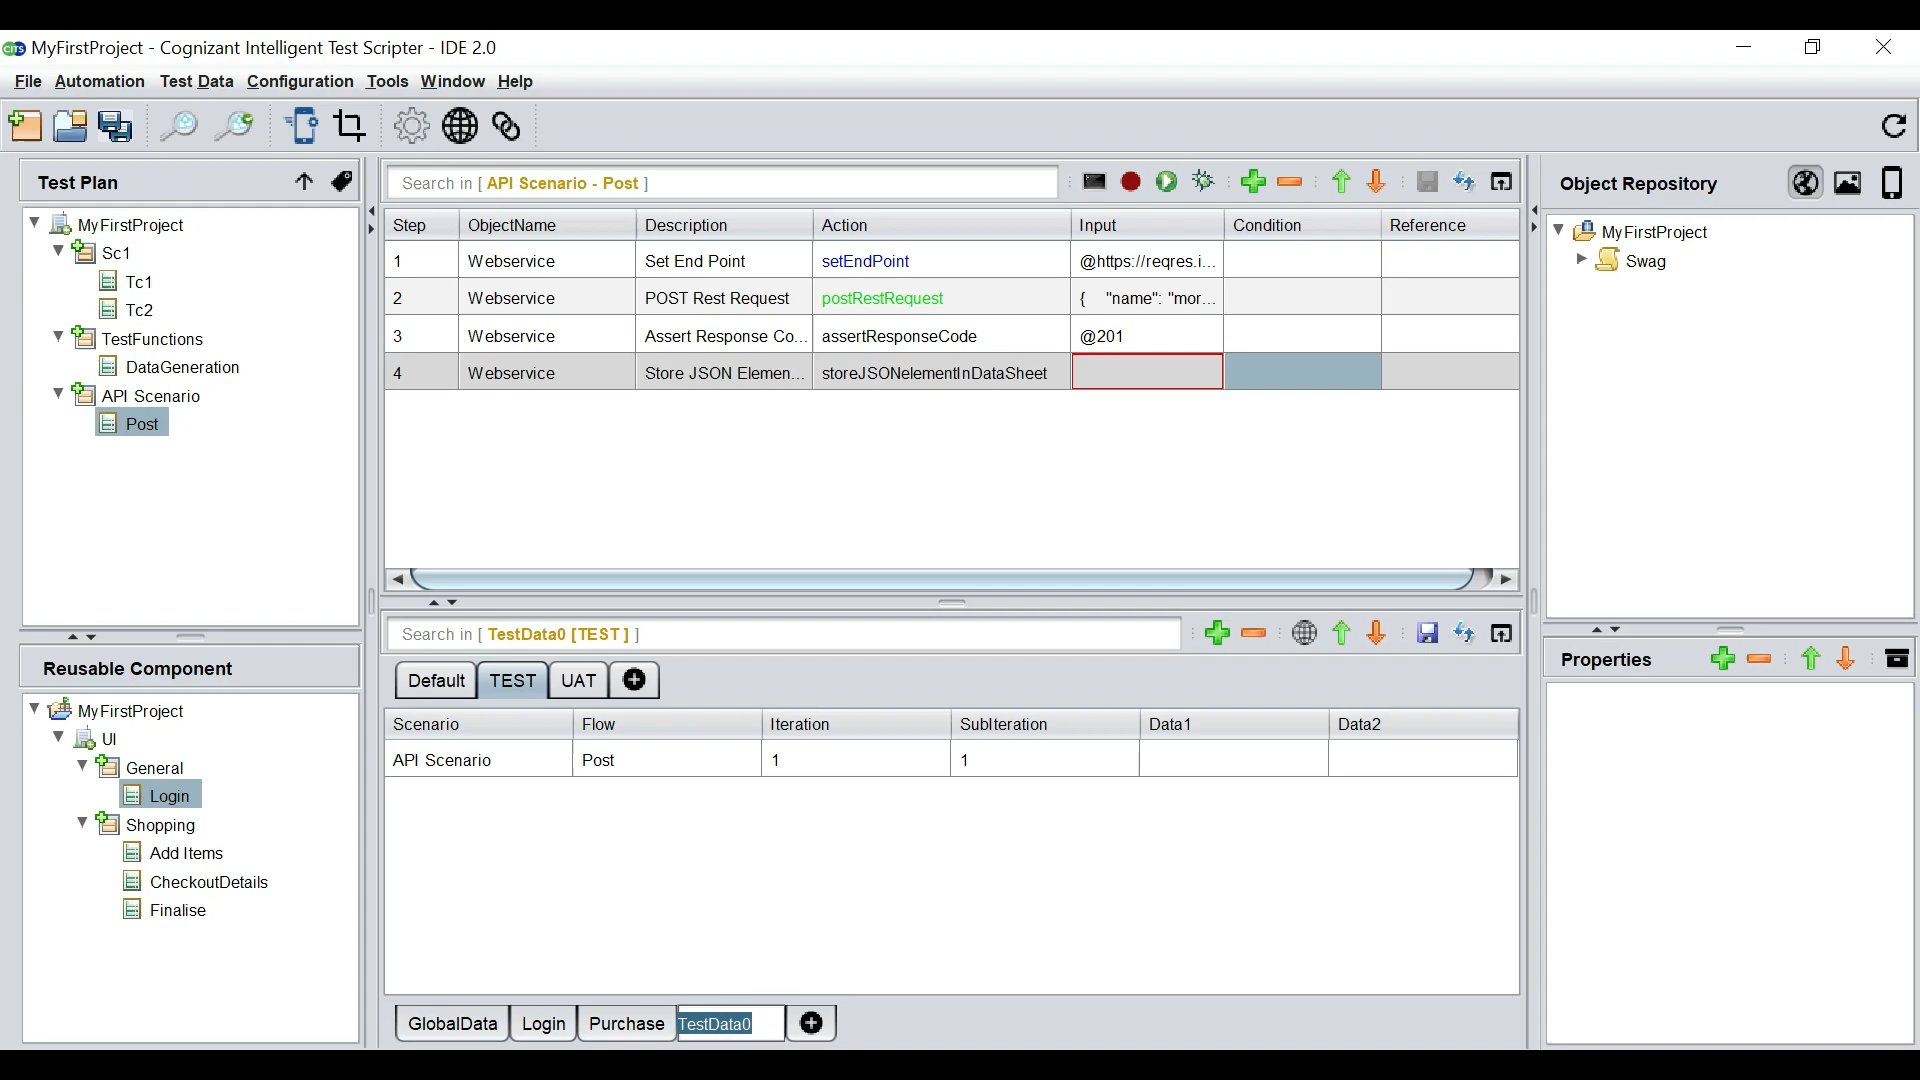 MyFirstProject - Cognizant Intelligent Test Scripter - IDE 2.0
File Automation Test Data Configuration Tools Window Help
Test Plan
MyFirstProject
Sc1
Tc1
Tc2
TestFunctions
DataGeneration
API Scenario
Post
Reusable Component
MyFirstProject
UI
General
Login
Shopping
Add Items
CheckoutDetails
Finalise
Search in [ API Scenario - Post ]
Step ObjectName Description Action Input Condition Reference
1 Webservice Set End Point setEndPoint @https://reqres.i...
2 Webservice POST Rest Request postRestRequest { "name": "mor...
3 Webservice Assert Response Co... assertResponseCode @201
4 Webservice Store JSON Elemen... storeJSONelementInDataSheet
Search in [ TestData0 [TEST] ]
Default TEST UAT
Scenario Flow Iteration SubIteration Data1 Data2
API Scenario Post 1 1
GlobalData Login Purchase TestData0
Object Repository
MyFirstProject
Swag
Properties